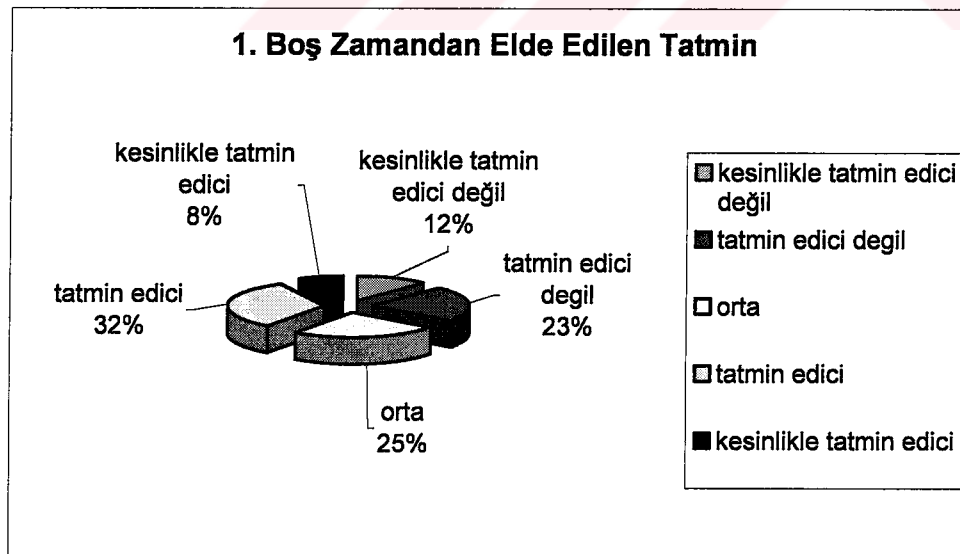 1. Boş Zamandan Elde Edilen Tatmin
kesinlikle tatmin
edici
8%
kesinlikle tatmin
edici değil
12%
tatmin edici
degil
23%
tatmin edici
32%
orta
25%
kesinlikle tatmin edici
değil
tatmin edici degil
orta
tatmin edici
kesinlikle tatmin edici